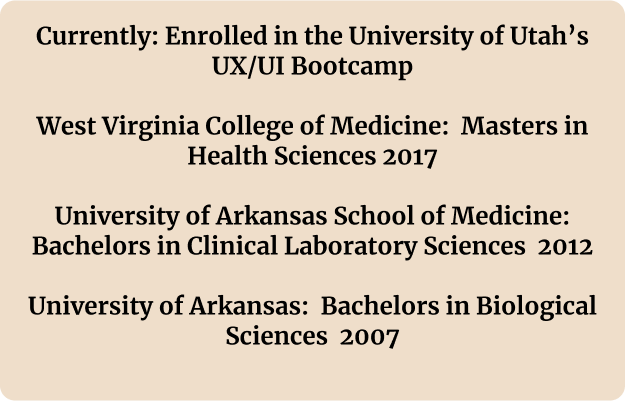 Currently: Enrolled in the University of Utah’s
UX/UI Bootcamp
West Virginia College of Medicine:  Masters in
Health Sciences 2017
University of Arkansas School of Medicine:
Bachelors in Clinical Laboratory Sciences  2012
University of Arkansas:  Bachelors in Biological
Sciences  2007